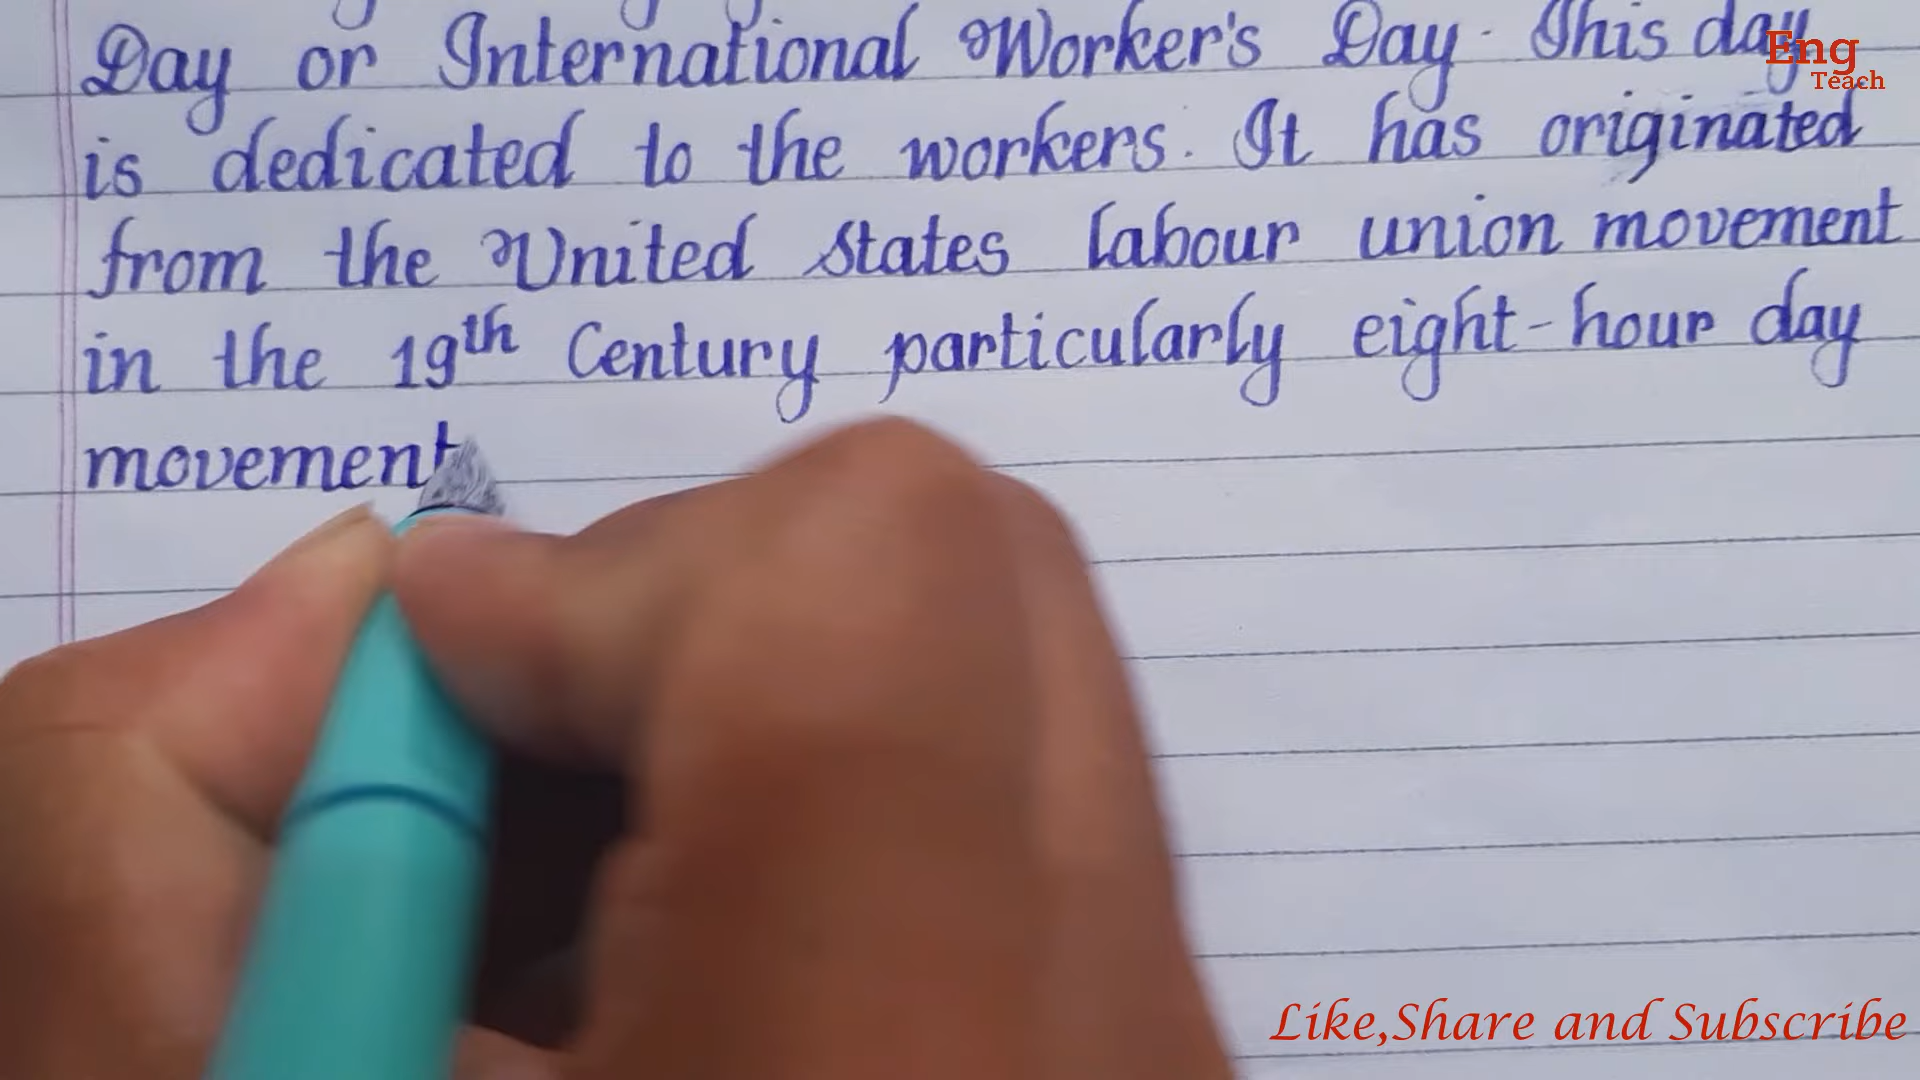 Day or International Worker's Day. This day
is dedicated to the workers. It has originated
from the United States labour union movement
in the 19th Century particularly eight-hour day
movement
Eng
Teach
Like,Share and Subscribe